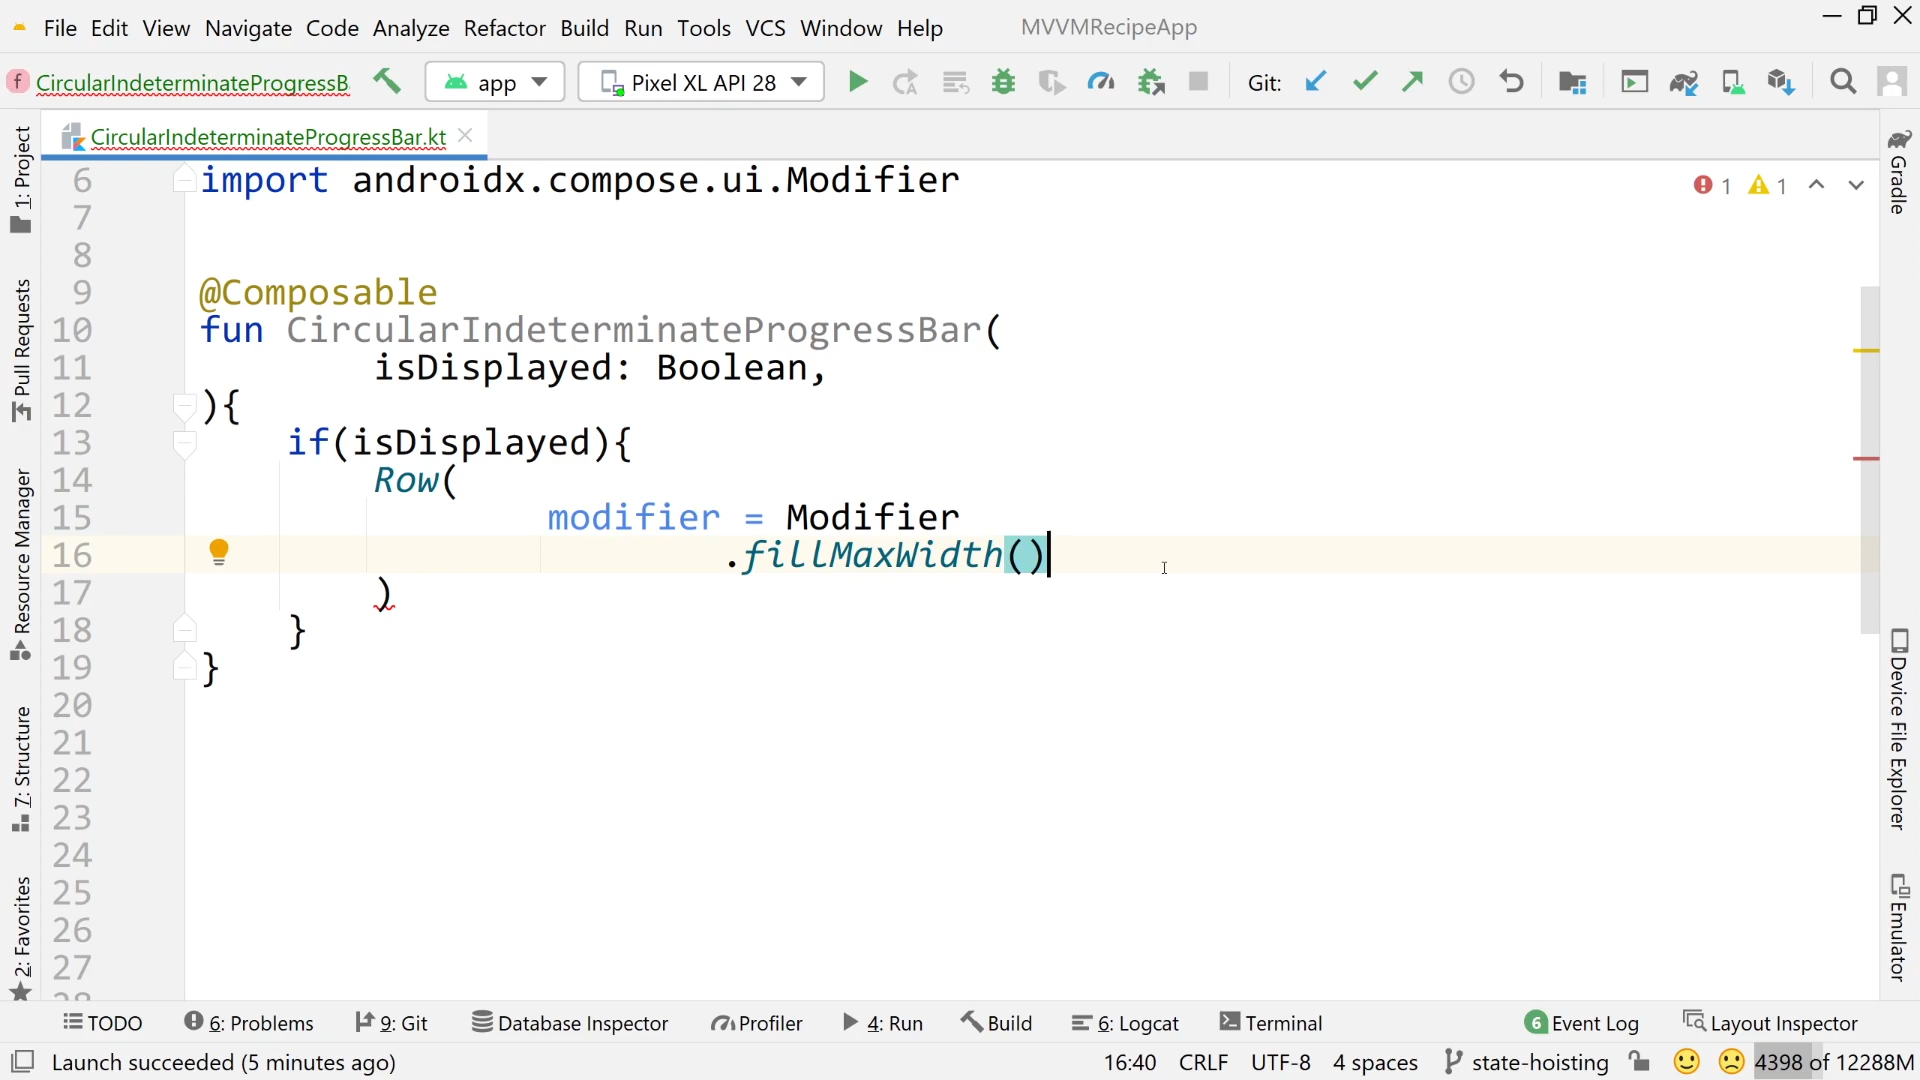 File Edit View Navigate Code Analyze Refactor Build Run Tools VCS Window Help MVVMRecipeApp
f CircularIndeterminateProgressB app Pixel XL API 28 Git:
CircularIndeterminateProgressBar.kt
1: Project
Pull Requests
Resource Manager
7: Structure
2: Favorites
6 import androidx.compose.ui.Modifier
7
8
9 @Composable
10 fun CircularIndeterminateProgressBar(
11 isDisplayed: Boolean,
12 ){
13 if(isDisplayed){
14 Row(
15 modifier = Modifier
16 .fillMaxWidth()
17 )
18 }
19 }
20
21
22
23
24
25
26
27
28
1 1
Gradle
Device File Explorer
Emulator
TODO 6: Problems 9: Git Database Inspector Profiler 4: Run Build 6: Logcat Terminal 6 Event Log Layout Inspector
Launch succeeded (5 minutes ago) 16:40 CRLF UTF-8 4 spaces state-hoisting 4398 of 12288M